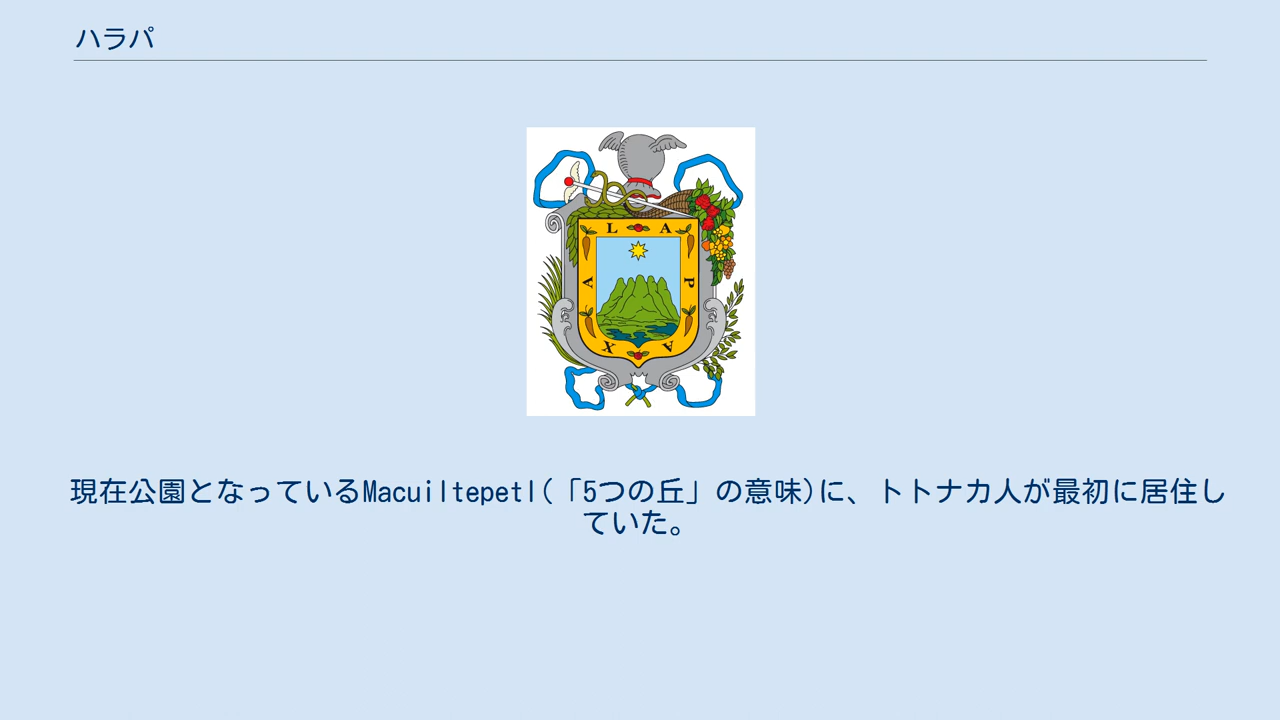 ハラパ
L A
A P
X A
現在公園となっているMacuiltepetl(「5つの丘」の意味)に、トトナカ人が最初に居住し
ていた。